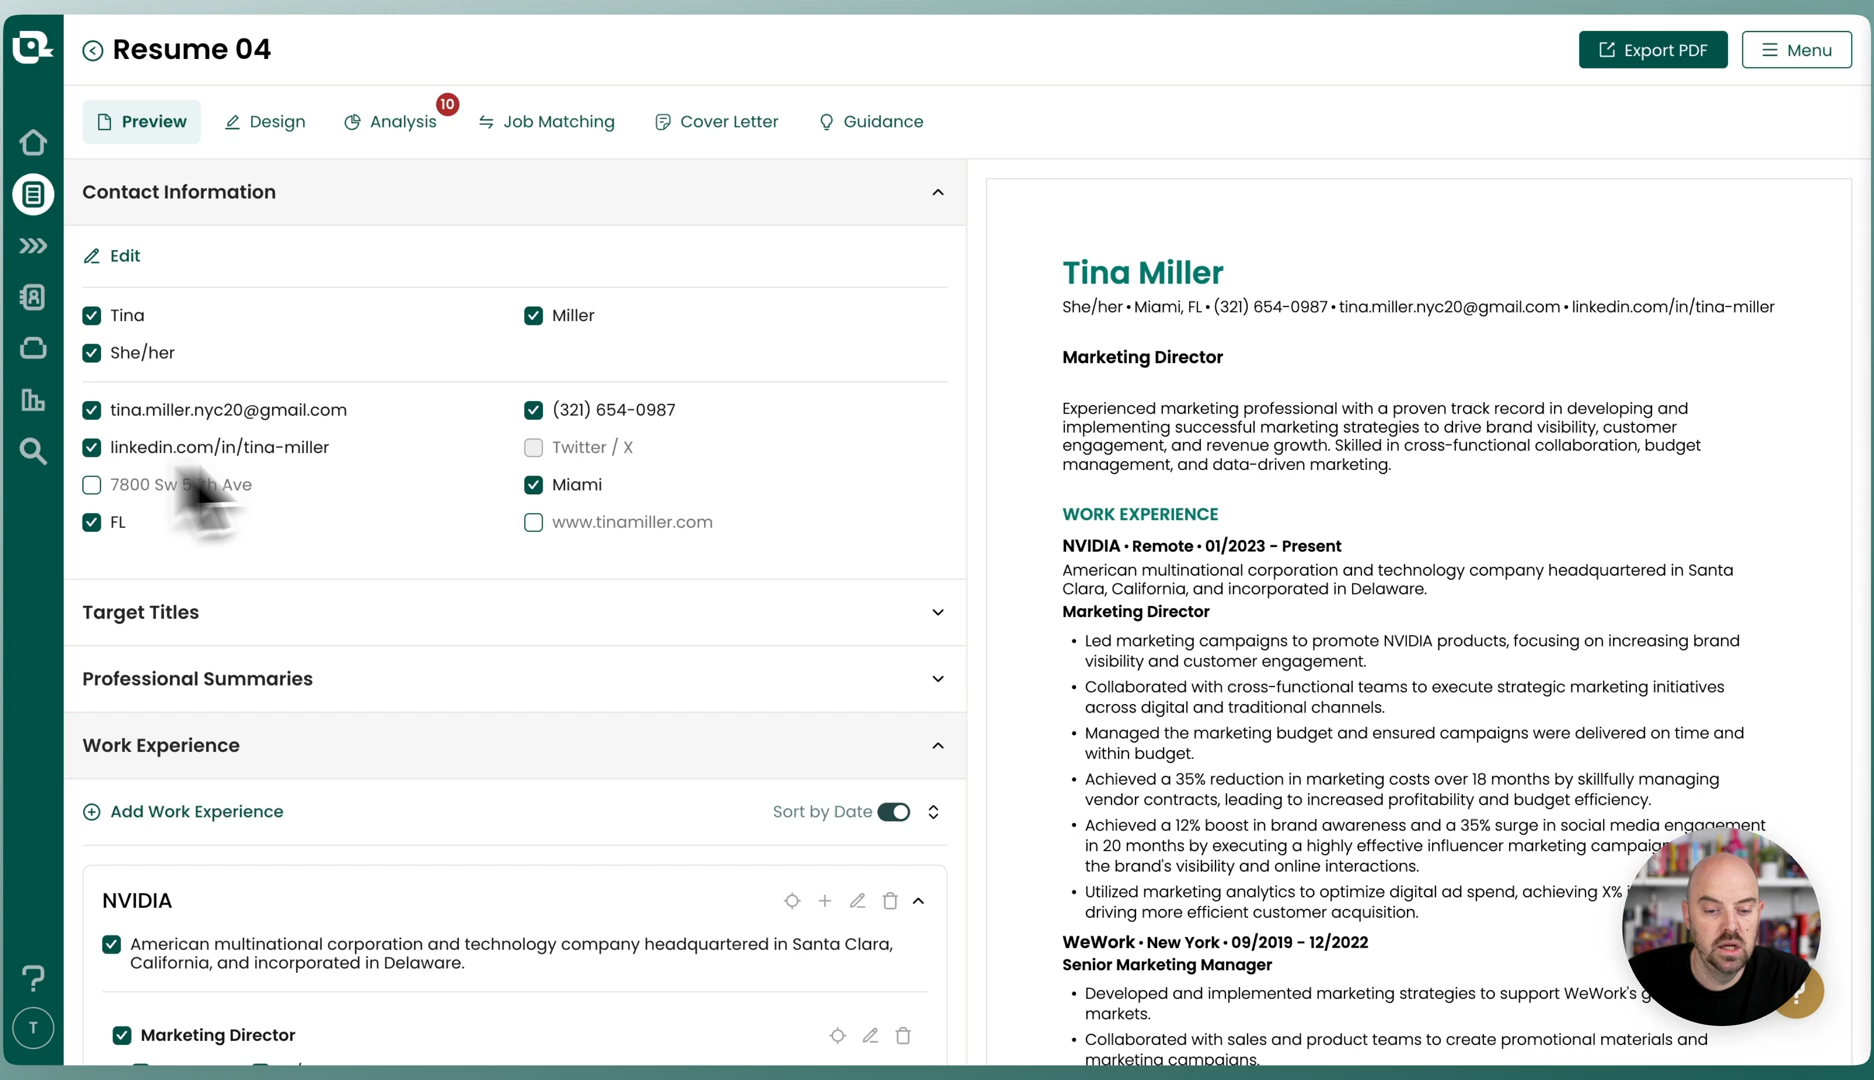 Resume 04
Export PDF
Menu
Preview
Design
Analysis
10
Job Matching
Cover Letter
Guidance
Contact Information
Edit
Tina
Miller
She/her
tina.miller.nyc20@gmail.com
(321) 654-0987
linkedin.com/in/tina-miller
Twitter / X
7800 Sw Ave
Miami
FL
www.tinamiller.com
Target Titles
Professional Summaries
Work Experience
Add Work Experience
Sort by Date
NVIDIA
American multinational corporation and technology company headquartered in Santa Clara,
California, and incorporated in Delaware.
Marketing Director
T
Tina Miller
She/her • Miami, FL • (321) 654-0987 • tina.miller.nyc20@gmail.com • linkedin.com/in/tina-miller
Marketing Director
Experienced marketing professional with a proven track record in developing and
implementing successful marketing strategies to drive brand visibility, customer
engagement, and revenue growth. Skilled in cross-functional collaboration, budget
management, and data-driven marketing.
WORK EXPERIENCE
NVIDIA • Remote • 01/2023 - Present
American multinational corporation and technology company headquartered in Santa
Clara, California, and incorporated in Delaware.
Marketing Director
• Led marketing campaigns to promote NVIDIA products, focusing on increasing brand
visibility and customer engagement.
• Collaborated with cross-functional teams to execute strategic marketing initiatives
across digital and traditional channels.
• Managed the marketing budget and ensured campaigns were delivered on time and
within budget.
• Achieved a 35% reduction in marketing costs over 18 months by skillfully managing
vendor contracts, leading to increased profitability and budget efficiency.
• Achieved a 12% boost in brand awareness and a 35% surge in social media engagement
in 20 months by executing a highly effective influencer marketing
the brand's visibility and online interactions.
• Utilized marketing analytics to optimize digital ad spend, achieving X%
driving more efficient customer acquisition.
WeWork • New York • 09/2019 - 12/2022
Senior Marketing Manager
• Developed and implemented marketing strategies to support WeWork's
markets.
• Collaborated with sales and product teams to create promotional materials and
marketing campaigns.